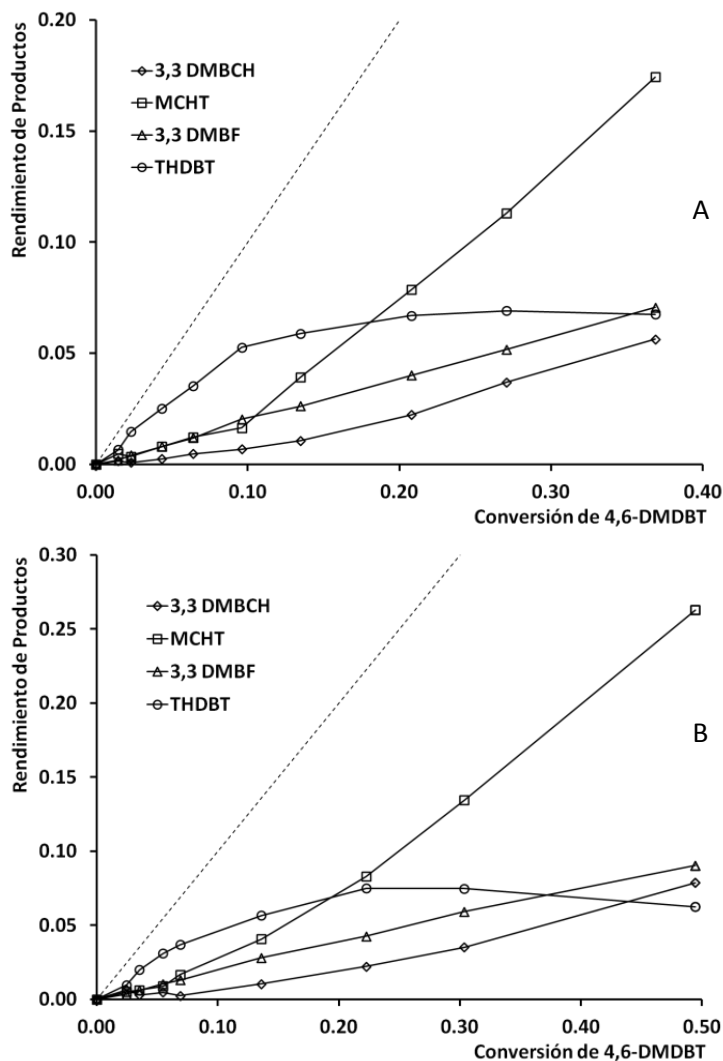 0.20
0.15
0.10
0.05
0.00
Rendimiento de Productos
3,3 DMBCH
MCHT
3,3 DMBF
THDBT
A
0.00 0.10 0.20 0.30 0.40
Conversión de 4,6-DMDBT
0.30
0.25
0.20
0.15
0.10
0.05
0.00
Rendimiento de Productos
3,3 DMBCH
MCHT
3,3 DMBF
THDBT
B
0.00 0.10 0.20 0.30 0.40 0.50
Conversión de 4,6-DMDBT